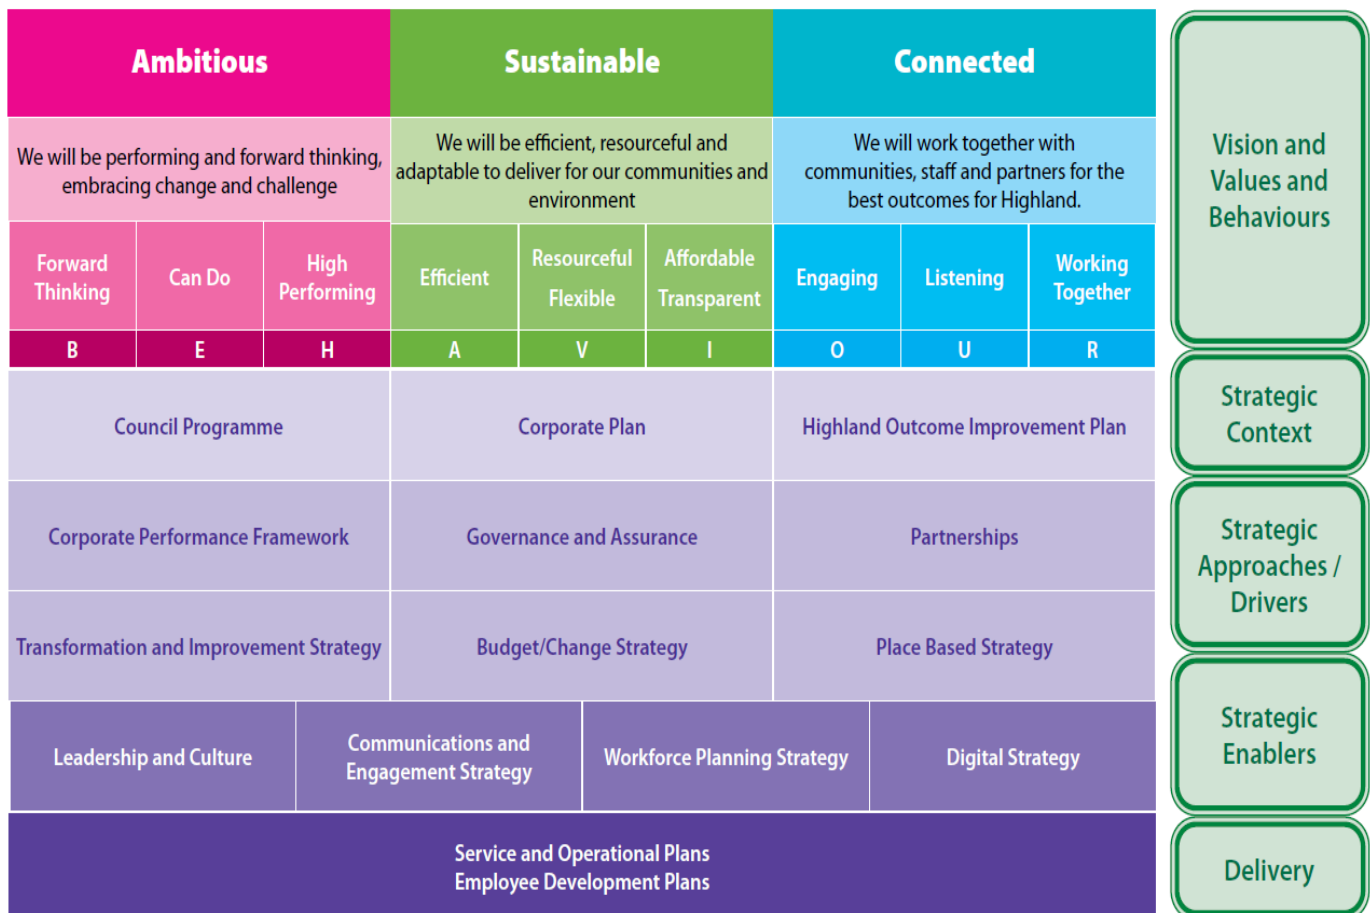 Ambitious
Sustainable
Connected
We will be performing and forward thinking,
embracing change and challenge
We will be efficient, resourceful and
adaptable to deliver for our communities and
environment
We will work together with
communities, staff and partners for the
best outcomes for Highland.
Forward
Thinking
Can Do
High
Performing
Efficient
Resourceful
Flexible
Affordable
Transparent
Engaging
Listening
Working
Together
B
E
H
A
V
I
O
U
R
Vision and
Values and
Behaviours
Council Programme
Corporate Plan
Highland Outcome Improvement Plan
Strategic
Context
Corporate Performance Framework
Governance and Assurance
Partnerships
Transformation and Improvement Strategy
Budget/Change Strategy
Place Based Strategy
Strategic
Approaches /
Drivers
Leadership and Culture
Communications and
Engagement Strategy
Workforce Planning Strategy
Digital Strategy
Strategic
Enablers
Service and Operational Plans
Employee Development Plans
Delivery